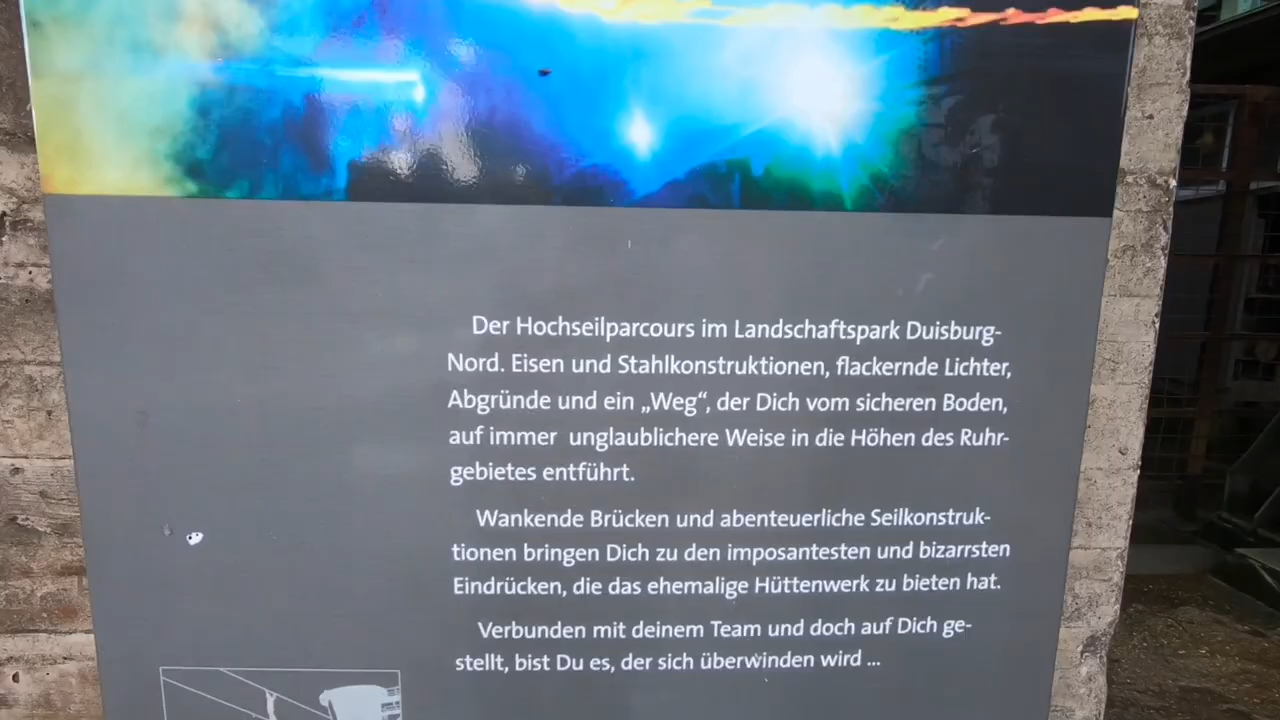 Der Hochseilparcours im Landschaftspark Duisburg-
Nord. Eisen und Stahlkonstruktionen, flackernde Lichter,
Abgründe und ein „Weg“, der Dich vom sicheren Boden,
auf immer unglaublichere Weise in die Höhen des Ruhr-
gebietes entführt.
Wankende Brücken und abenteuerliche Seilkonstruk-
tionen bringen Dich zu den imposantesten und bizarrsten
Eindrücken, die das ehemalige Hüttenwerk zu bieten hat.
Verbunden mit deinem Team und doch auf Dich ge-
stellt, bist Du es, der sich überwinden wird ...